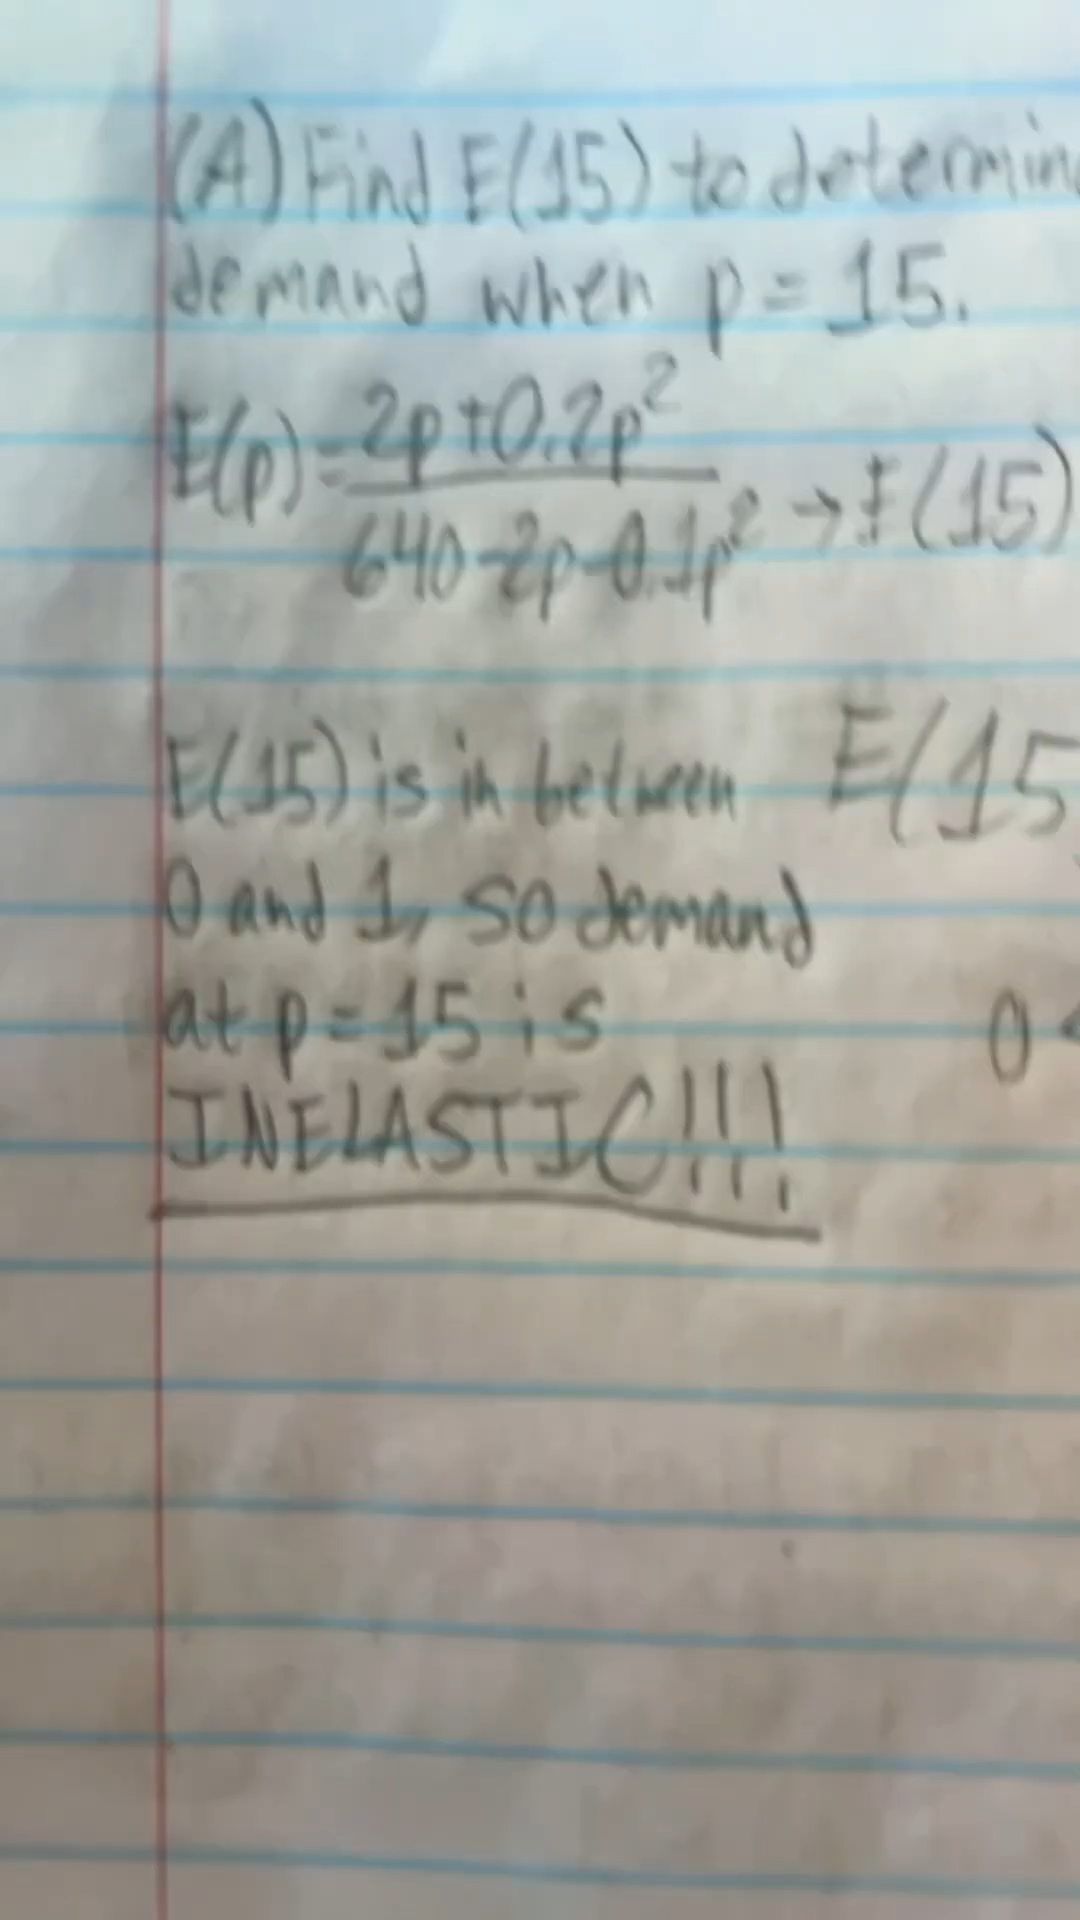 (A) Find E(15) to determin
demand when p = 15.
E(p) = 2p+0.2p² / 640-2p-0.1p² → E(15)
E(15) is in between E(15
0 and 1, so demand
at p = 15 is 0 <
INELASTIC!!!